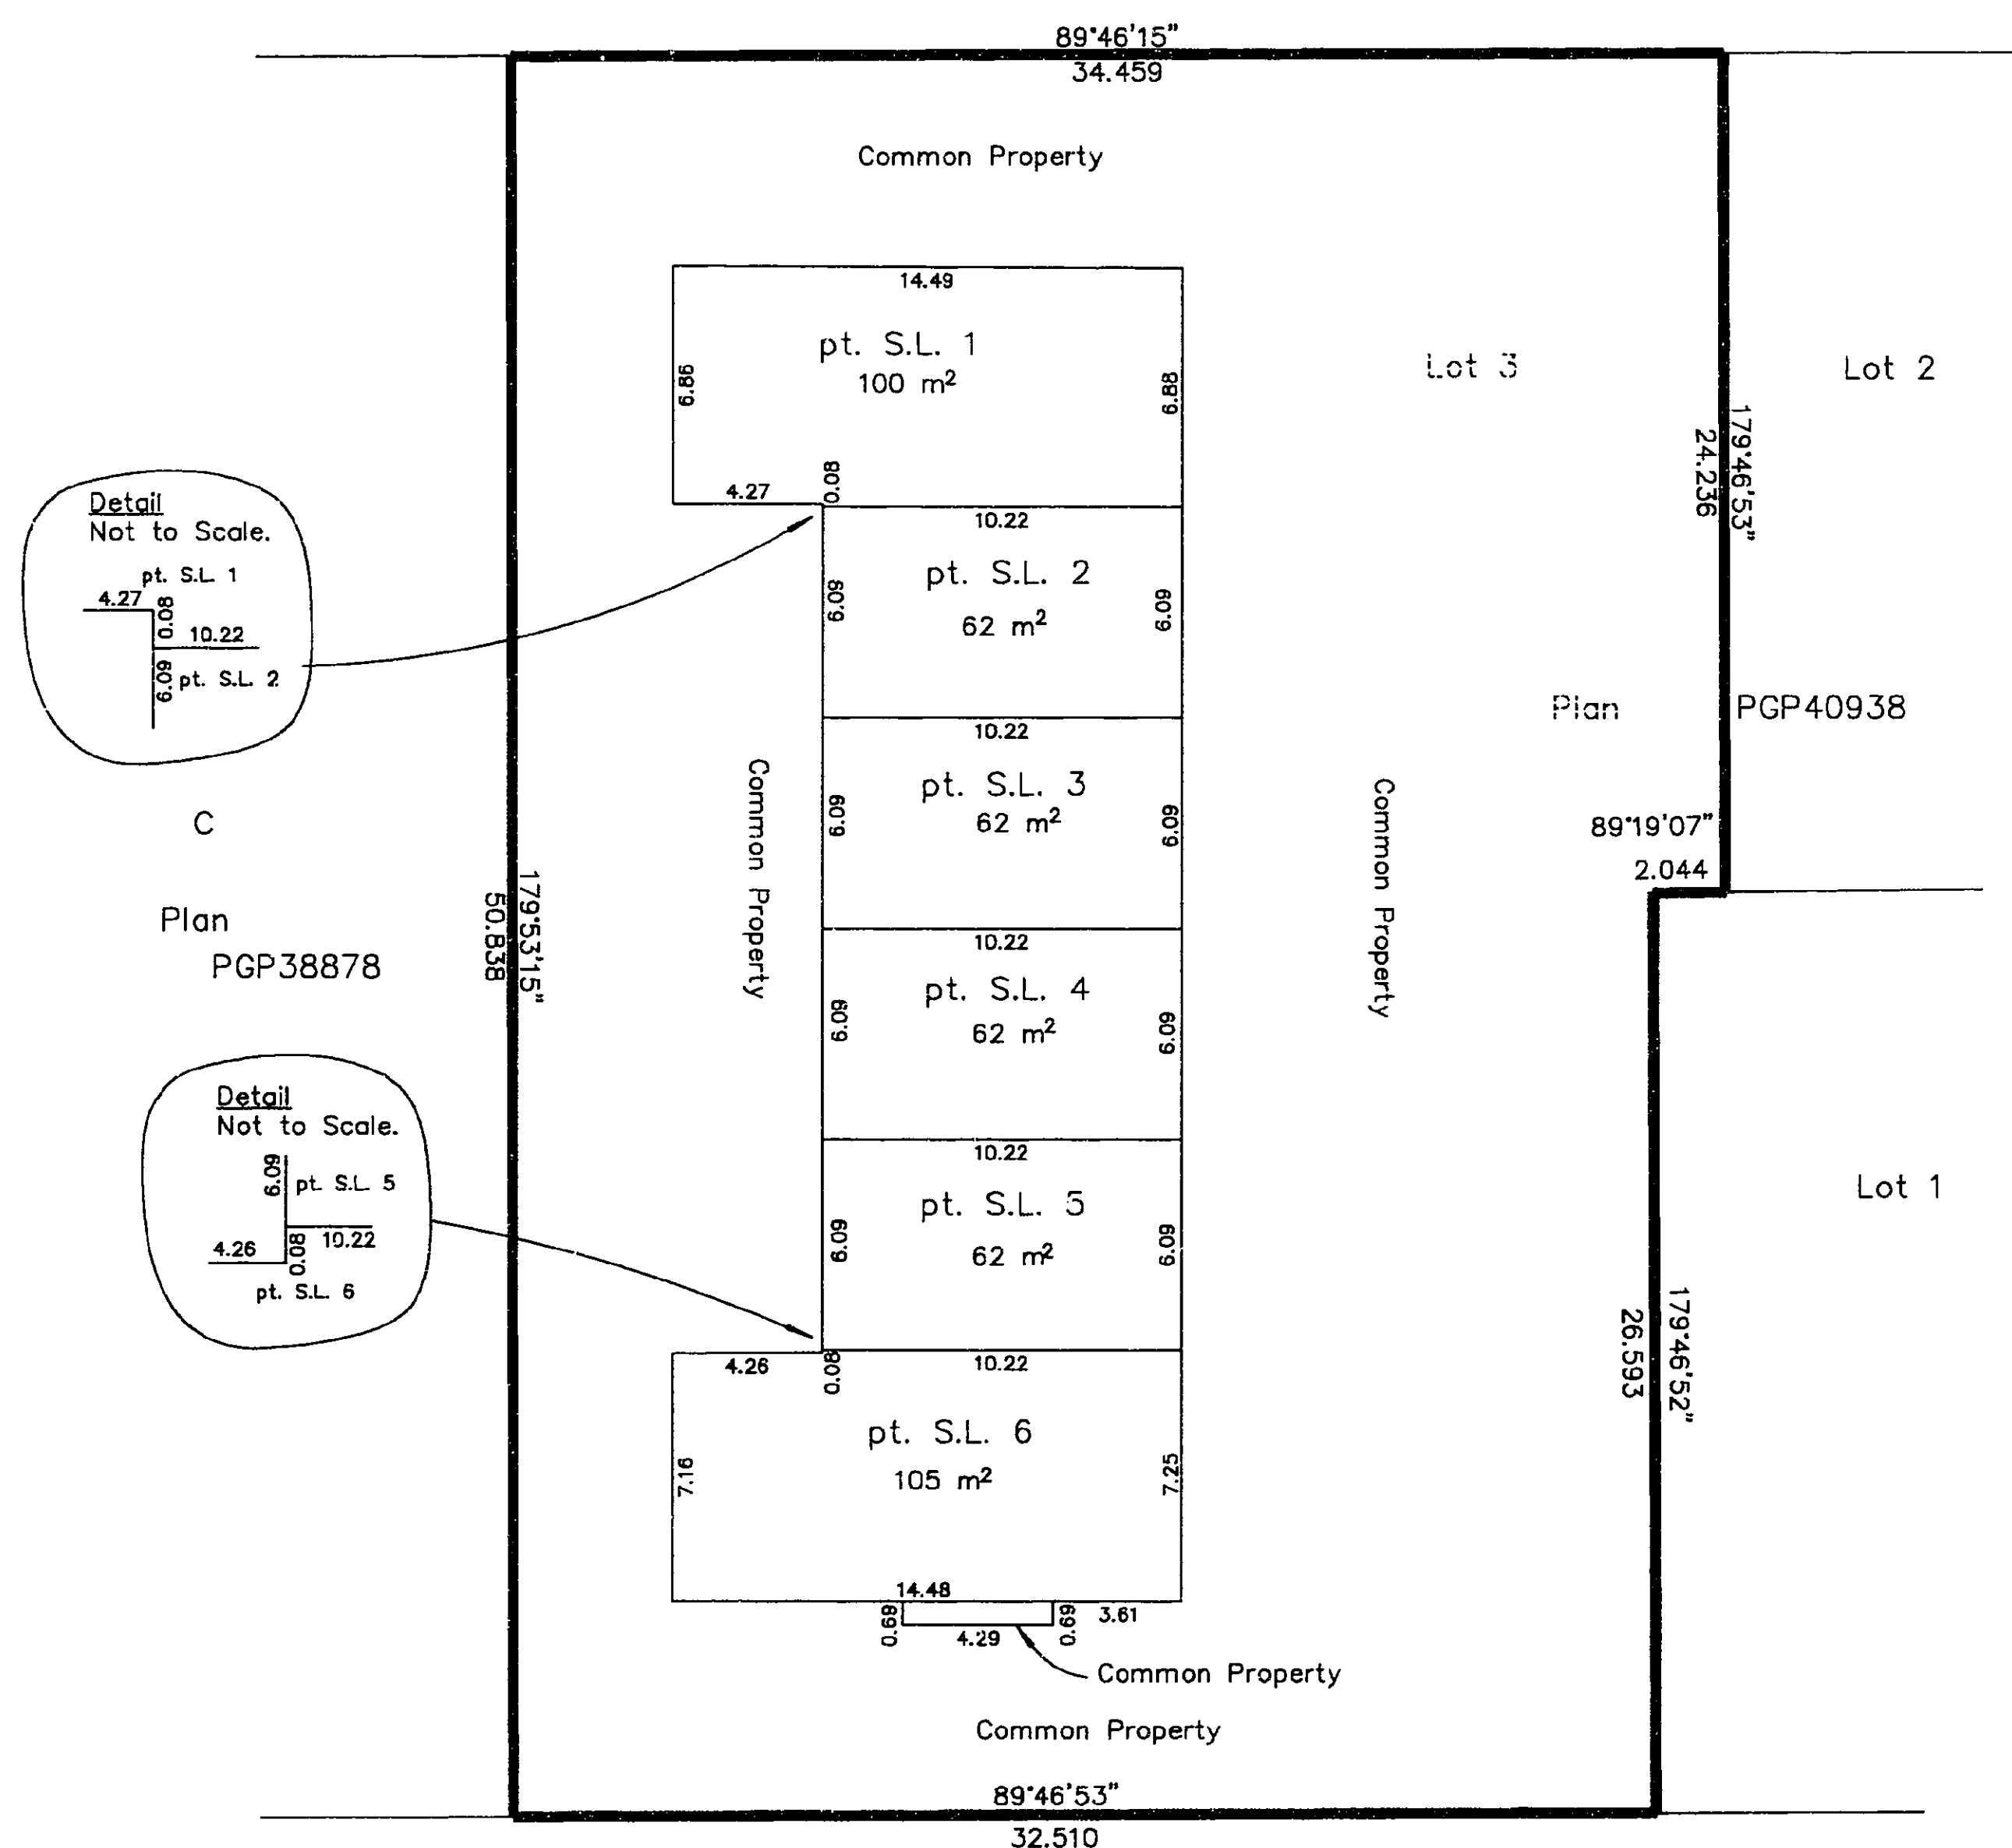 89°46'15"
34.459
Common Property
14.49
pt. S.L. 1
100 m²
6.86
6.88
Lot 3
Lot 2
179°46'53"
24.236
4.27
0.08
10.22
Detail
Not to Scale.
pt. S.L. 1
4.27
0.08
10.22
6.09
pt. S.L. 2
pt. S.L. 2
62 m²
6.09
6.09
Plan
PGP40938
10.22
pt. S.L. 3
62 m²
6.09
6.09
Common Property
Common Property
89°19'07"
2.044
C
Plan
PGP38878
179°53'15"
50.838
10.22
pt. S.L. 4
62 m²
6.09
6.09
Detail
Not to Scale.
6.09
pt. S.L. 5
4.26
0.08
10.22
pt. S.L. 6
10.22
pt. S.L. 5
62 m²
6.09
6.09
Lot 1
179°46'52"
26.593
4.26
0.08
10.22
pt. S.L. 6
105 m²
7.16
7.25
14.48
0.69
4.29
0.69
3.61
Common Property
Common Property
89°46'53"
32.510